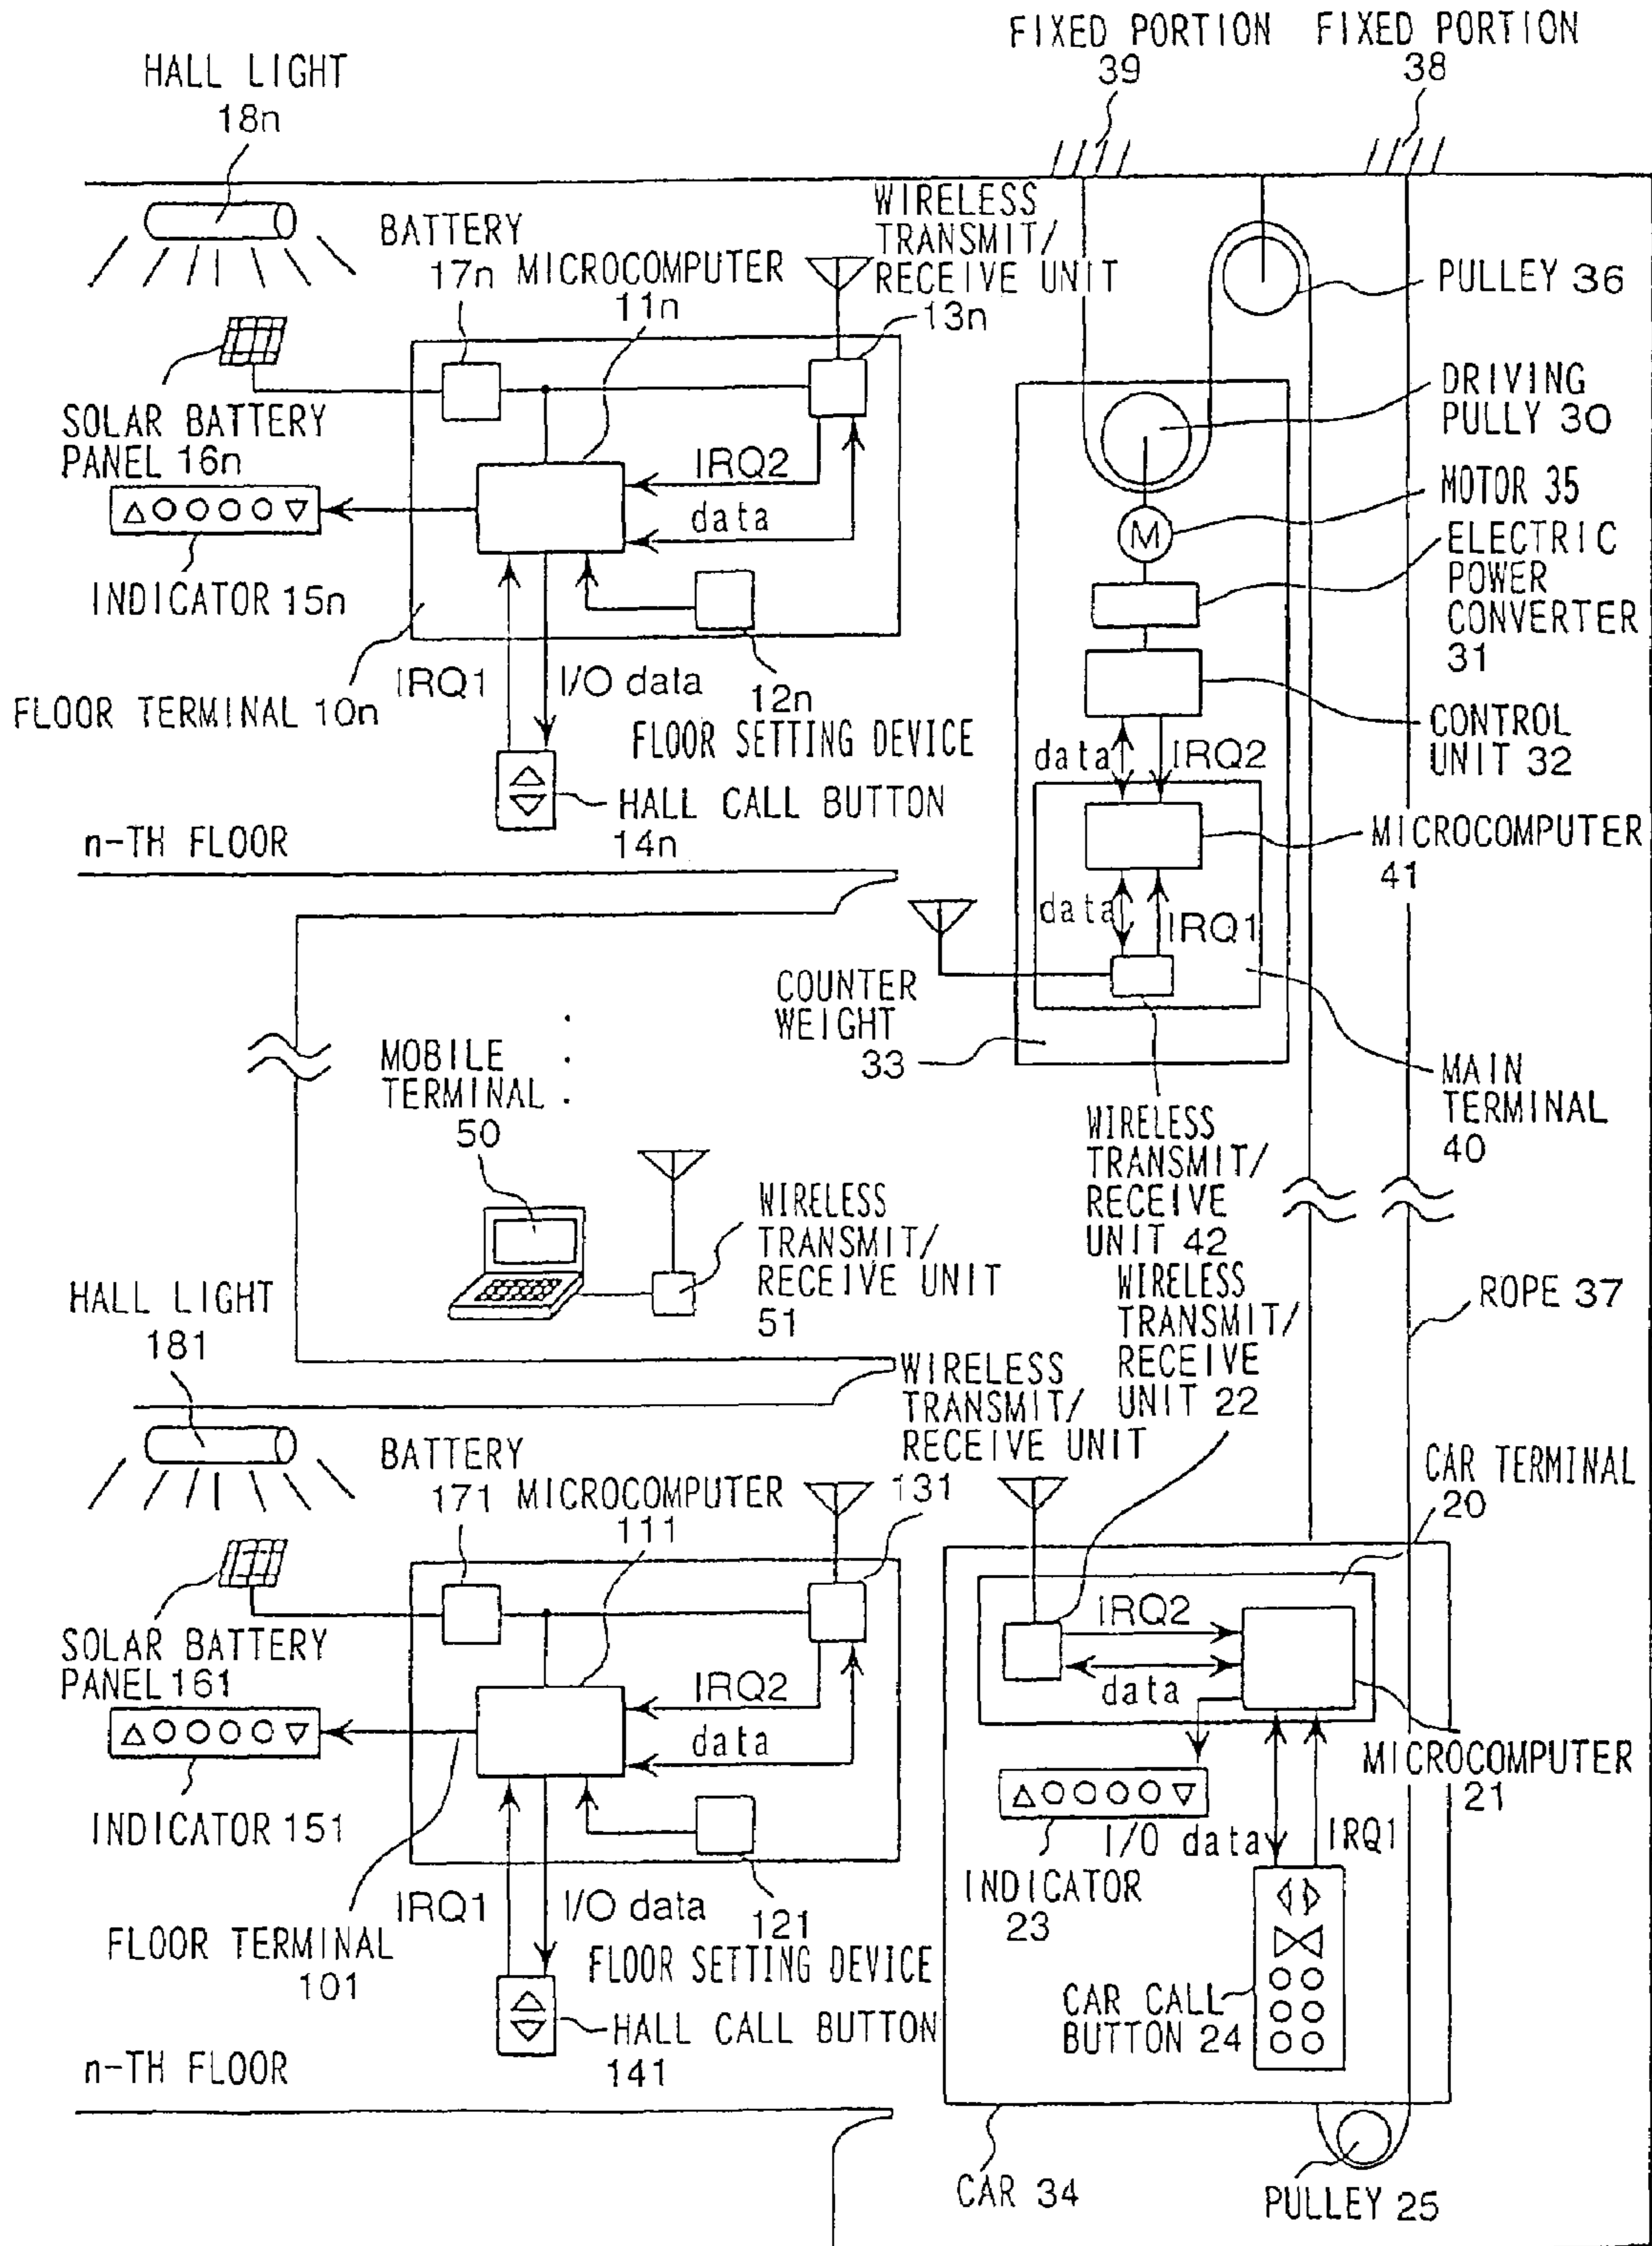 FIXED PORTION
39
FIXED PORTION
38
HALL LIGHT
18n
BATTERY
17n
MICROCOMPUTER
11n
WIRELESS
TRANSMIT/
RECEIVE UNIT
13n
PULLEY 36
SOLAR BATTERY
PANEL 16n
DRIVING
PULLY 30
IRQ2
data
MOTOR 35
M
INDICATOR 15n
ELECTRIC
POWER
CONVERTER
31
FLOOR TERMINAL 10n
IRQ1
I/O data
12n
FLOOR SETTING DEVICE
CONTROL
UNIT 32
data
IRQ2
HALL CALL BUTTON
14n
n-TH FLOOR
MICROCOMPUTER
41
data
IRQ1
COUNTER
WEIGHT
33
MAIN
TERMINAL
40
MOBILE
TERMINAL
50
WIRELESS
TRANSMIT/
RECEIVE UNIT
51
WIRELESS
TRANSMIT/
RECEIVE
UNIT 42
WIRELESS
TRANSMIT/
RECEIVE
UNIT 22
ROPE 37
HALL LIGHT
181
BATTERY
171
MICROCOMPUTER
111
WIRELESS
TRANSMIT/
RECEIVE UNIT
131
CAR TERMINAL
20
SOLAR BATTERY
PANEL 161
IRQ2
data
IRQ2
data
INDICATOR 151
MICROCOMPUTER
21
I/O data
IRQ1
INDICATOR
23
FLOOR TERMINAL
101
IRQ1
I/O data
121
FLOOR SETTING DEVICE
HALL CALL BUTTON
141
CAR CALL
BUTTON 24
n-TH FLOOR
CAR 34
PULLEY 25